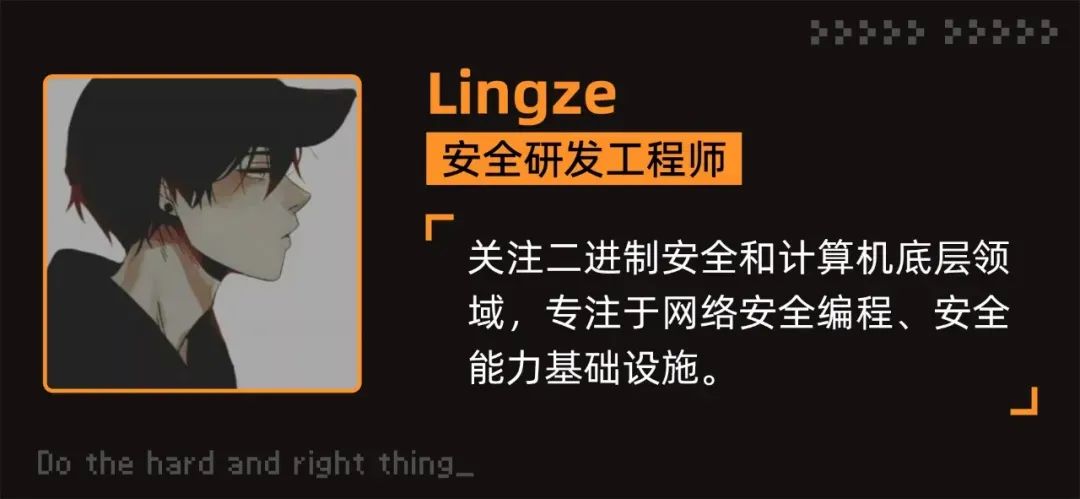 Lingze
安全研发工程师
关注二进制安全和计算机底层领
域，专注于网络安全编程、安全
能力基础设施。
Do the hard and right thing_